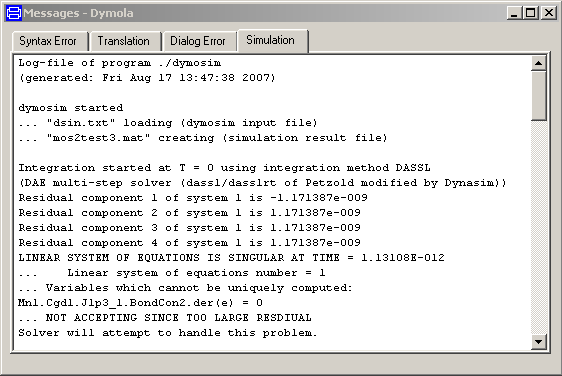 Messages - Dymola
Syntax Error Translation Dialog Error Simulation
Log-file of program ./dymosim
(generated: Fri Aug 17 13:47:38 2007)
dymosim started
... "dsin.txt" loading (dymosim input file)
... "mos2test3.mat" creating (simulation result file)
Integration started at T = 0 using integration method DASSL
(DAE multi-step solver (dassl/dasslrt of Petzold modified by Dynasim))
Residual component 1 of system 1 is -1.171387e-009
Residual component 2 of system 1 is 1.171387e-009
Residual component 3 of system 1 is 1.171387e-009
Residual component 4 of system 1 is 1.171387e-009
LINEAR SYSTEM OF EQUATIONS IS SINGULAR AT TIME = 1.13108E-012
... Linear system of equations number = 1
... Variables which cannot be uniquely computed:
Mn1.Cgd1.J1p3_1.BondCon2.der(e) = 0
... NOT ACCEPTING SINCE TOO LARGE RESDIUAL
Solver will attempt to handle this problem.